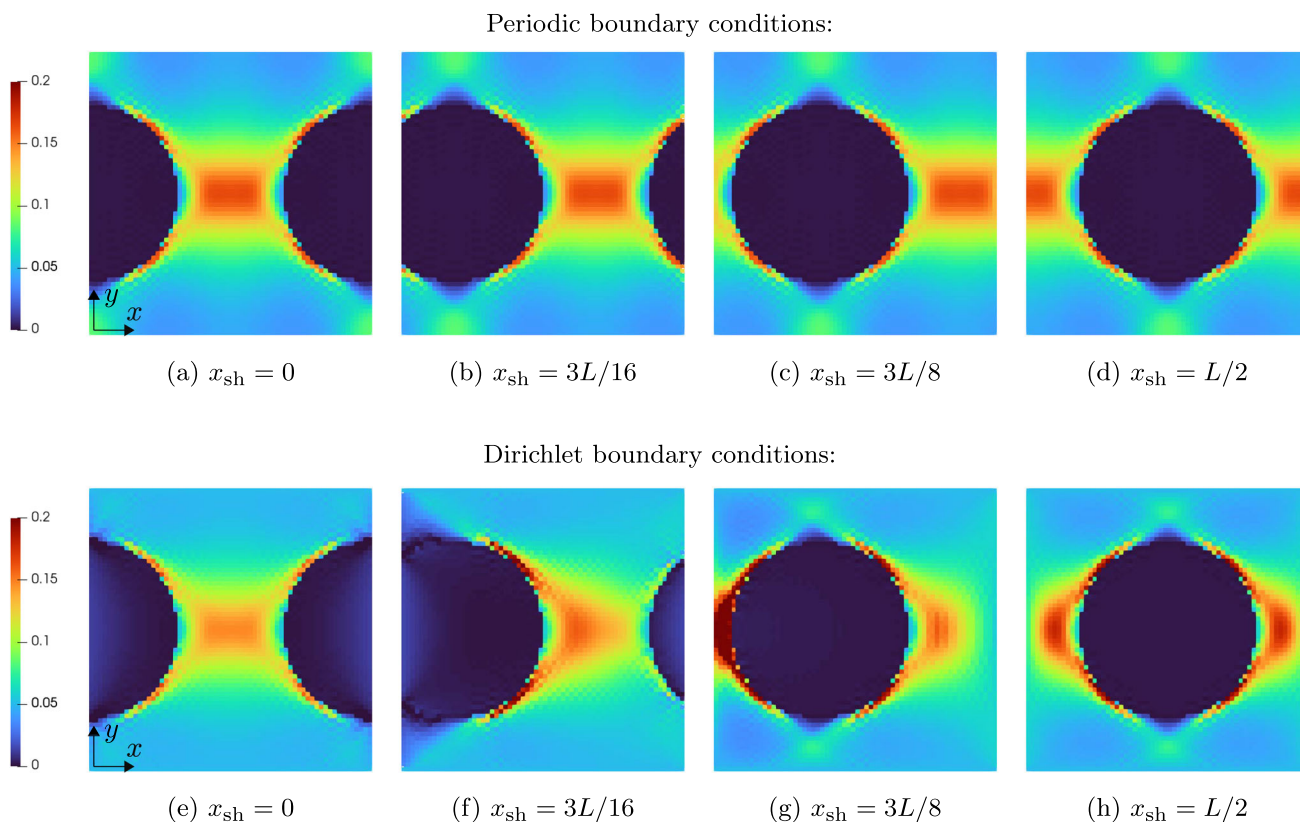 Periodic boundary conditions:
0.2
0.15
0.1
0.05
0
y
x
(a) x_sh = 0
(b) x_sh = 3L/16
(c) x_sh = 3L/8
(d) x_sh = L/2
Dirichlet boundary conditions:
0.2
0.15
0.1
0.05
0
y
x
(e) x_sh = 0
(f) x_sh = 3L/16
(g) x_sh = 3L/8
(h) x_sh = L/2